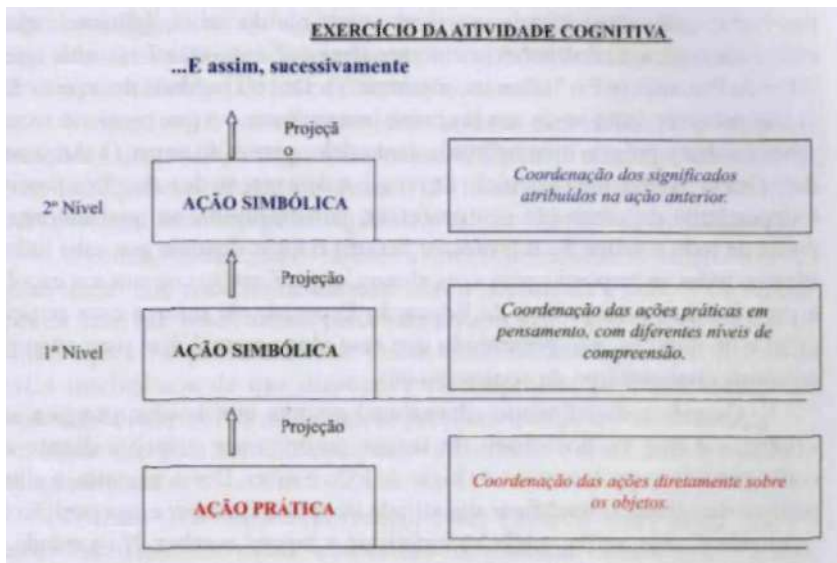 EXERCÍCIO DA ATIVIDADE COGNITIVA
...E assim, sucessivamente
Projeçã
o
2º Nível
AÇÃO SIMBÓLICA
Coordenação dos significados
atribuídos na ação anterior.
Projeção
1º Nível
AÇÃO SIMBÓLICA
Coordenação das ações práticas em
pensamento, com diferentes níveis de
compreensão.
Projeção
AÇÃO PRÁTICA
Coordenação das ações diretamente sobre
os objetos.